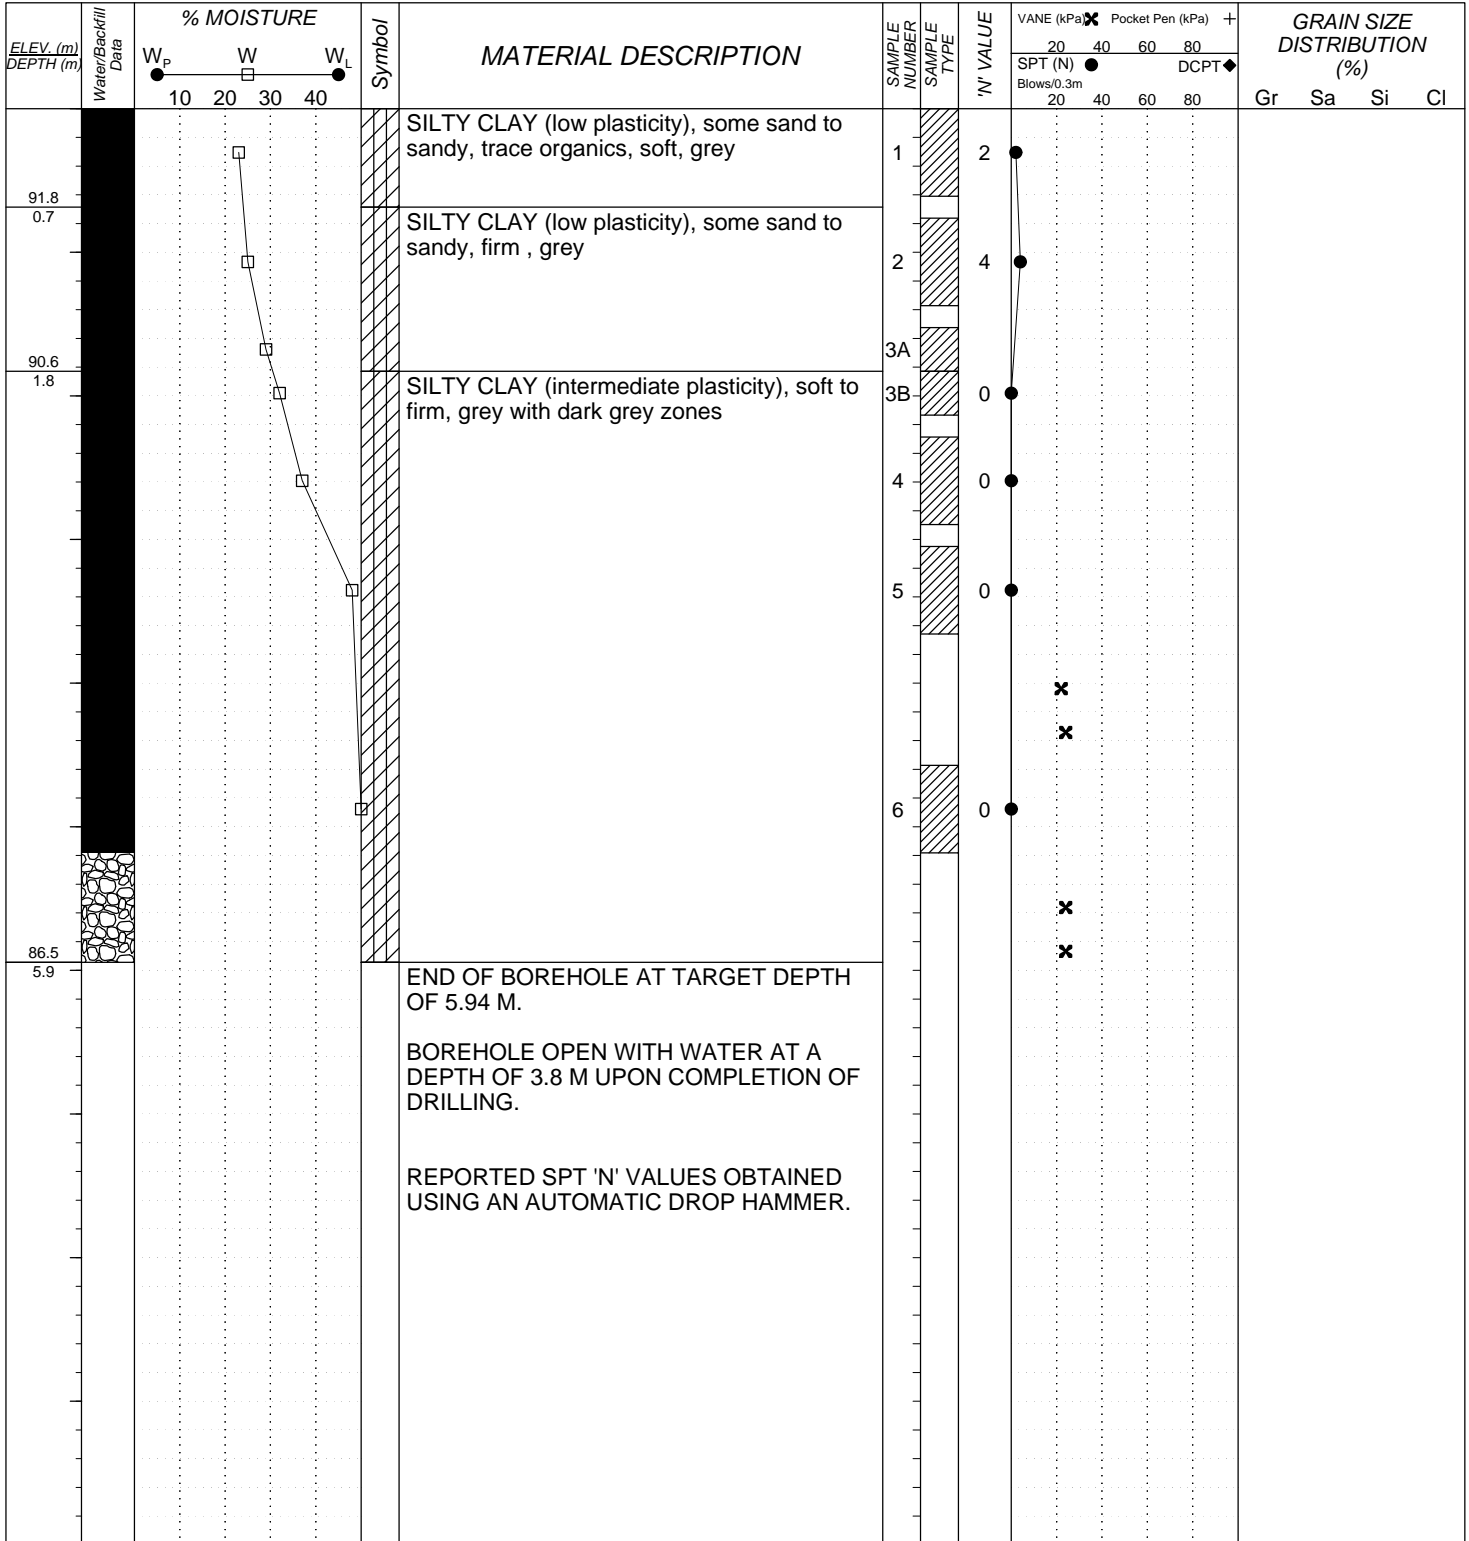 ELEV. (m)
DEPTH (m)
Water/Backfill
Data
% MOISTURE
WP W WL
10 20 30 40
Symbol
MATERIAL DESCRIPTION
SAMPLE
NUMBER
SAMPLE
TYPE
'N' VALUE
VANE (kPa) Pocket Pen (kPa)
20 40 60 80
SPT (N) DCPT
Blows/0.3m
20 40 60 80
GRAIN SIZE
DISTRIBUTION
(%)
Gr Sa Si Cl
SILTY CLAY (low plasticity), some sand to
sandy, trace organics, soft, grey
1 2
91.8
0.7
SILTY CLAY (low plasticity), some sand to
sandy, firm , grey
2 4
3A
90.6
1.8
SILTY CLAY (intermediate plasticity), soft to
firm, grey with dark grey zones
3B 0
4 0
5 0
6 0
86.5
5.9
END OF BOREHOLE AT TARGET DEPTH
OF 5.94 M.
BOREHOLE OPEN WITH WATER AT A
DEPTH OF 3.8 M UPON COMPLETION OF
DRILLING.
REPORTED SPT 'N' VALUES OBTAINED
USING AN AUTOMATIC DROP HAMMER.